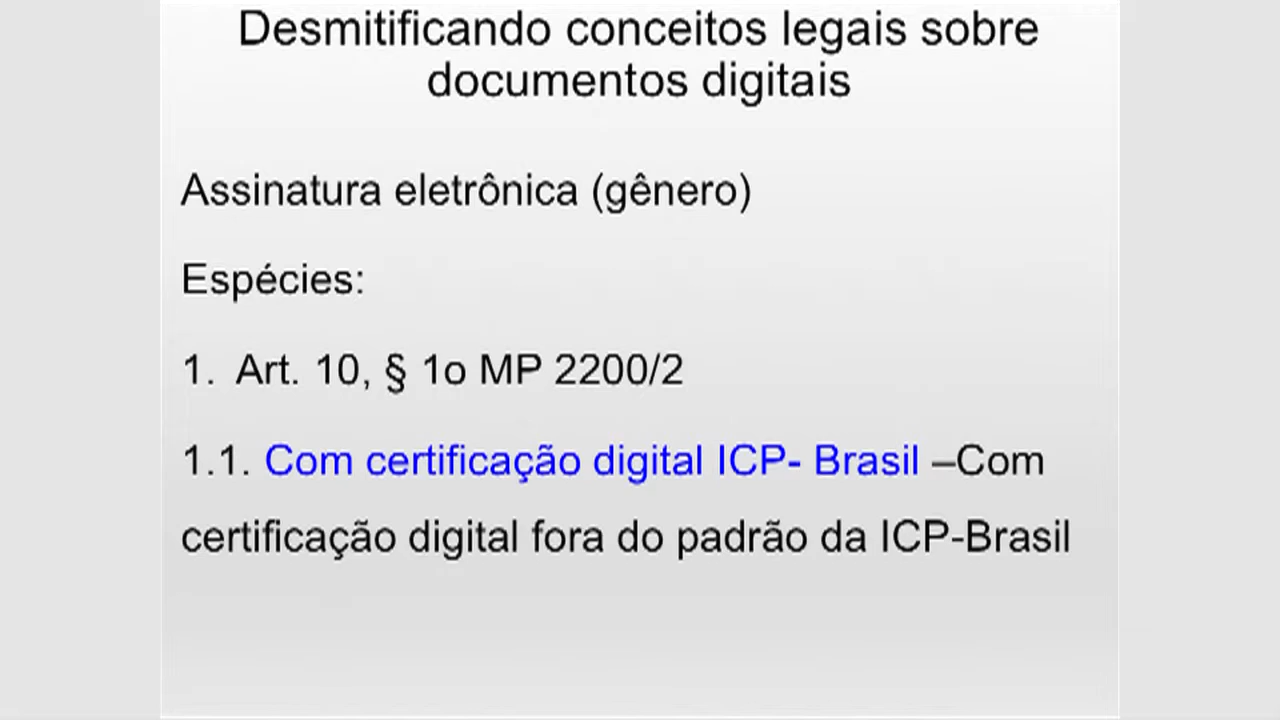 Desmitificando conceitos legais sobre
documentos digitais
Assinatura eletrônica (gênero)
Espécies:
1. Art. 10, § 1o MP 2200/2
1.1. Com certificação digital ICP- Brasil –Com
certificação digital fora do padrão da ICP-Brasil